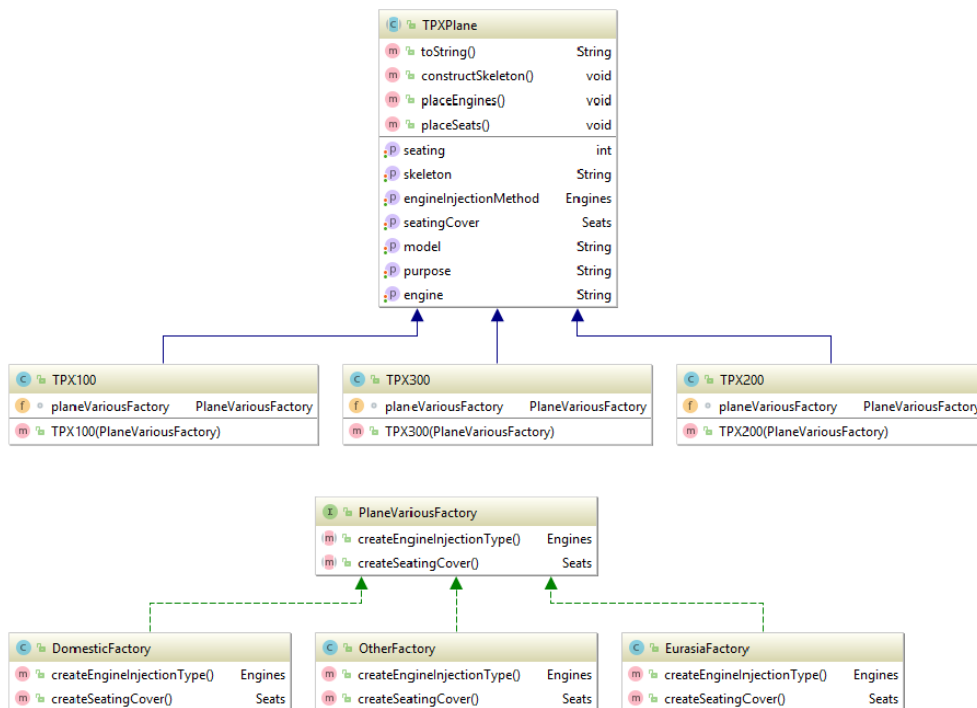 TPXPlane
toString() String
constructSkeleton() void
placeEngines() void
placeSeats() void
seating int
skeleton String
engineInjectionMethod Engines
seatingCover Seats
model String
purpose String
engine String
TPX100
planeVariousFactory PlaneVariousFactory
TPX100(PlaneVariousFactory)
TPX300
planeVariousFactory PlaneVariousFactory
TPX300(PlaneVariousFactory)
TPX200
planeVariousFactory PlaneVariousFactory
TPX200(PlaneVariousFactory)
PlaneVariousFactory
createEngineInjectionType() Engines
createSeatingCover() Seats
DomesticFactory
createEngineInjectionType() Engines
createSeatingCover() Seats
OtherFactory
createEngineInjectionType() Engines
createSeatingCover() Seats
EurasiaFactory
createEngineInjectionType() Engines
createSeatingCover() Seats